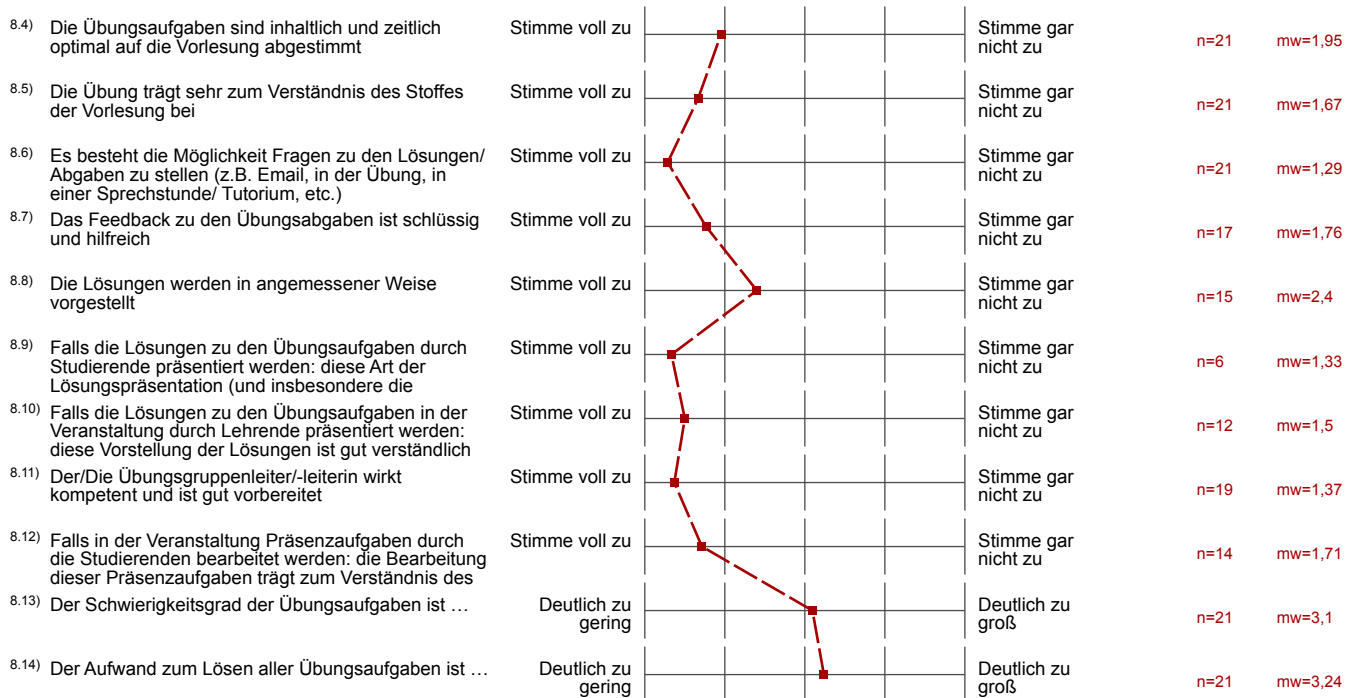 8.4) Die Übungsaufgaben sind inhaltlich und zeitlich
optimal auf die Vorlesung abgestimmt
Stimme voll zu
Stimme gar
nicht zu
n=21
mw=1,95
8.5) Die Übung trägt sehr zum Verständnis des Stoffes
der Vorlesung bei
Stimme voll zu
Stimme gar
nicht zu
n=21
mw=1,67
8.6) Es besteht die Möglichkeit Fragen zu den Lösungen/
Abgaben zu stellen (z.B. Email, in der Übung, in
einer Sprechstunde/ Tutorium, etc.)
Stimme voll zu
Stimme gar
nicht zu
n=21
mw=1,29
8.7) Das Feedback zu den Übungsabgaben ist schlüssig
und hilfreich
Stimme voll zu
Stimme gar
nicht zu
n=17
mw=1,76
8.8) Die Lösungen werden in angemessener Weise
vorgestellt
Stimme voll zu
Stimme gar
nicht zu
n=15
mw=2,4
8.9) Falls die Lösungen zu den Übungsaufgaben durch
Studierende präsentiert werden: diese Art der
Lösungspräsentation (und insbesondere die
Stimme voll zu
Stimme gar
nicht zu
n=6
mw=1,33
8.10) Falls die Lösungen zu den Übungsaufgaben in der
Veranstaltung durch Lehrende präsentiert werden:
diese Vorstellung der Lösungen ist gut verständlich
Stimme voll zu
Stimme gar
nicht zu
n=12
mw=1,5
8.11) Der/Die Übungsgruppenleiter/-leiterin wirkt
kompetent und ist gut vorbereitet
Stimme voll zu
Stimme gar
nicht zu
n=19
mw=1,37
8.12) Falls in der Veranstaltung Präsenzaufgaben durch
die Studierenden bearbeitet werden: die Bearbeitung
dieser Präsenzaufgaben trägt zum Verständnis des
Stimme voll zu
Stimme gar
nicht zu
n=14
mw=1,71
8.13) Der Schwierigkeitsgrad der Übungsaufgaben ist …
Deutlich zu
gering
Deutlich zu
groß
n=21
mw=3,1
8.14) Der Aufwand zum Lösen aller Übungsaufgaben ist …
Deutlich zu
gering
Deutlich zu
groß
n=21
mw=3,24